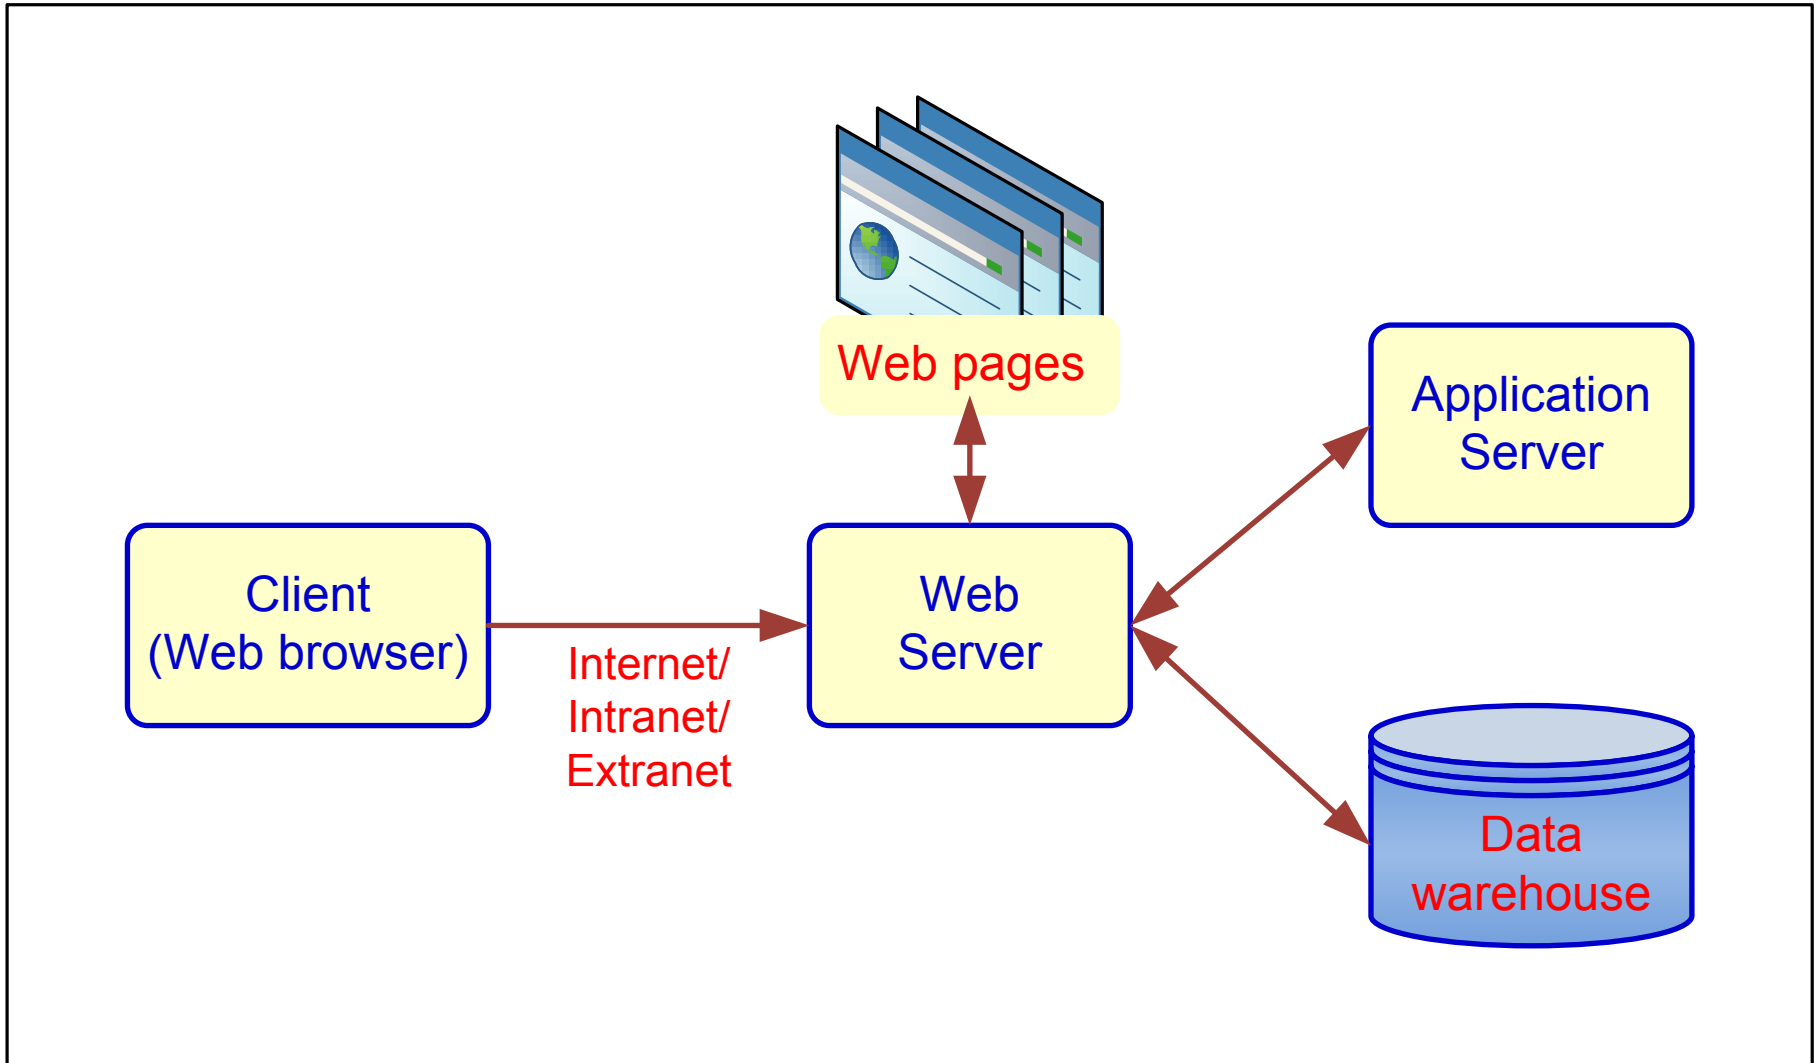 Web pages
Application
Server
Client
(Web browser)
Web
Server
Internet/
Intranet/
Extranet
Data
warehouse